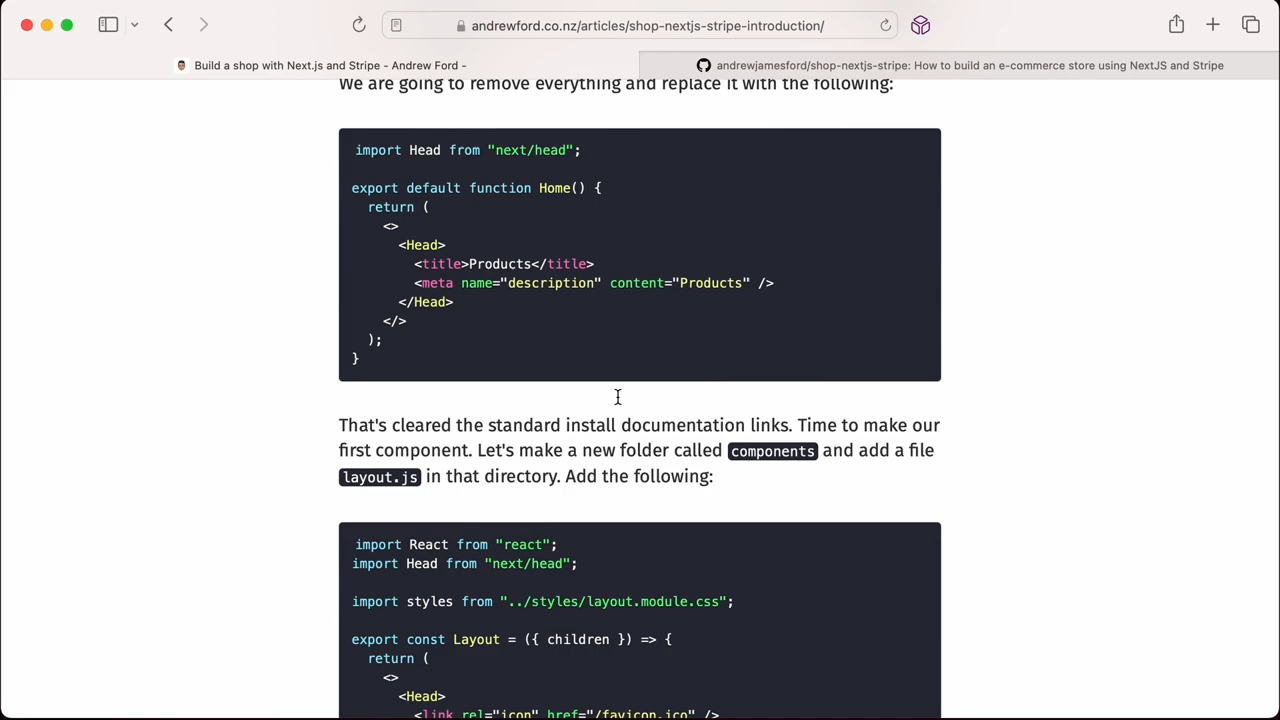 andrewford.co.nz/articles/shop-nextjs-stripe-introduction/
Build a shop with Next.js and Stripe - Andrew Ford -
andrewjamesford/shop-nextjs-stripe: How to build an e-commerce store using NextJS and Stripe
We are going to remove everything and replace it with the following:
import Head from "next/head";
export default function Home() {
return (
<>
<Head>
<title>Products</title>
<meta name="description" content="Products" />
</Head>
</>
);
}
That's cleared the standard install documentation links. Time to make our
first component. Let's make a new folder called components and add a file
layout.js in that directory. Add the following:
import React from "react";
import Head from "next/head";
import styles from "../styles/layout.module.css";
export const Layout = ({ children }) => {
return (
<>
<Head>
<link rel="icon" href="/favicon.ico" />